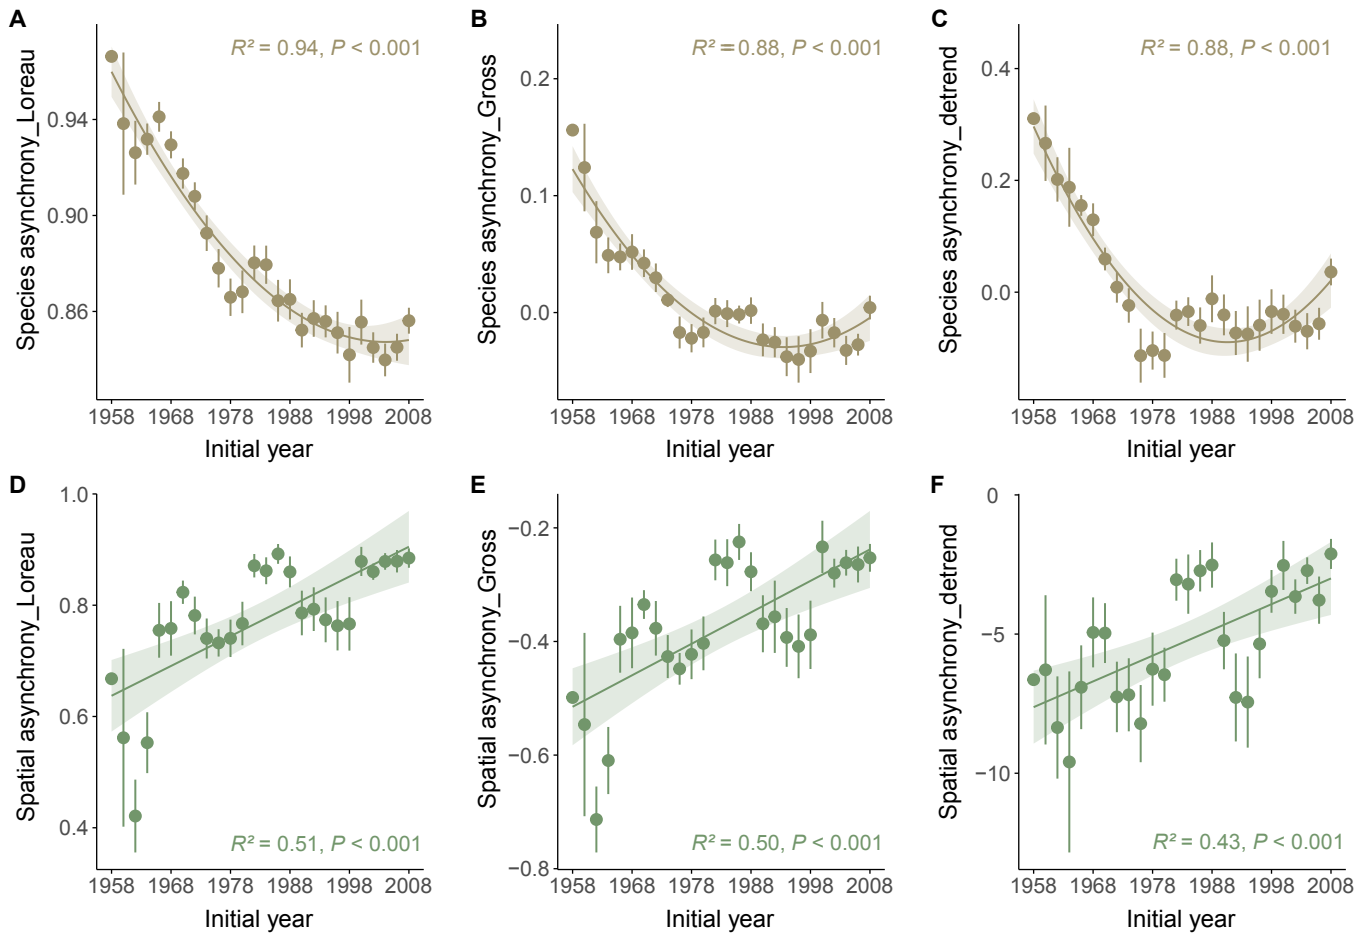 A
Species asynchrony_Loreau
R² = 0.94, P < 0.001
0.94
0.90
0.86
1958 1968 1978 1988 1998 2008
Initial year
B
Species asynchrony_Gross
R² = 0.88, P < 0.001
0.2
0.1
0.0
1958 1968 1978 1988 1998 2008
Initial year
C
Species asynchrony_detrend
R² = 0.88, P < 0.001
0.4
0.2
0.0
1958 1968 1978 1988 1998 2008
Initial year
D
Spatial asynchrony_Loreau
1.0
0.8
0.6
0.4
R² = 0.51, P < 0.001
1958 1968 1978 1988 1998 2008
Initial year
E
Spatial asynchrony_Gross
−0.2
−0.4
−0.6
−0.8
R² = 0.50, P < 0.001
1958 1968 1978 1988 1998 2008
Initial year
F
Spatial asynchrony_detrend
0
−5
−10
R² = 0.43, P < 0.001
1958 1968 1978 1988 1998 2008
Initial year